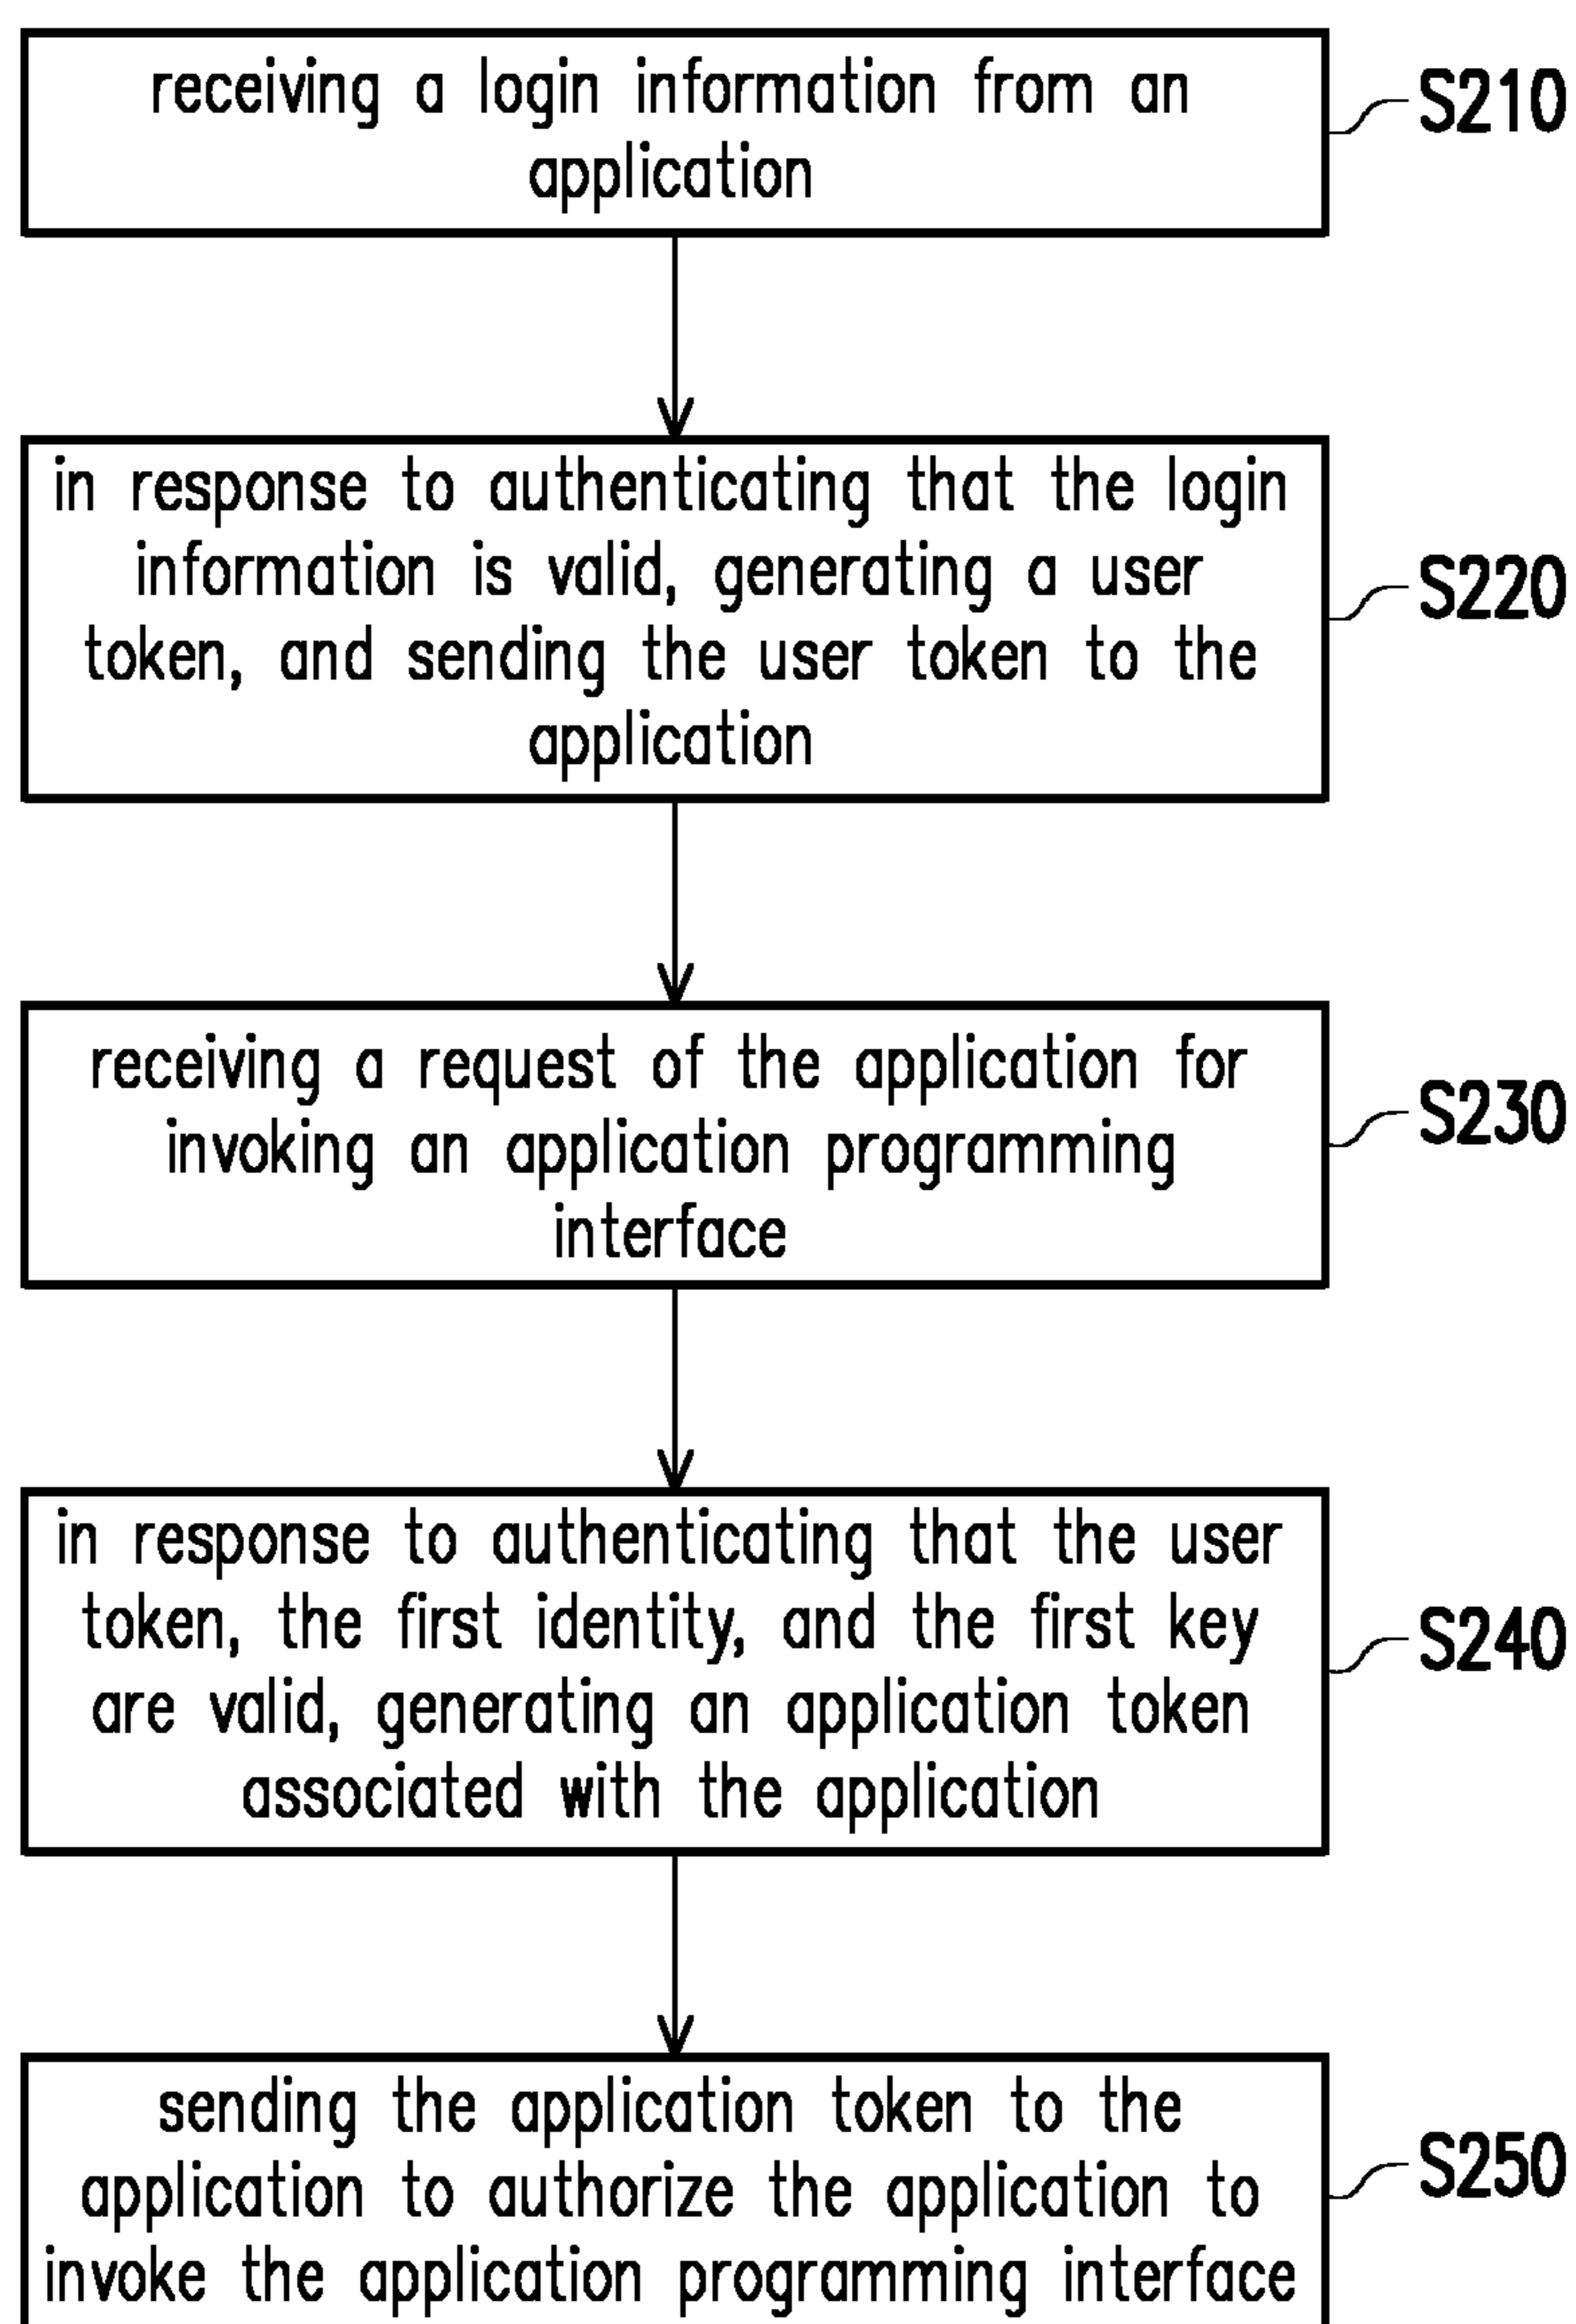 receiving a login information from an
application
S210
in response to authenticating that the login
information is valid, generating a user
token, and sending the user token to the
application
S220
receiving a request of the application for
invoking an application programming
interface
S230
in response to authenticating that the user
token, the first identity, and the first key
are valid, generating an application token
associated with the application
S240
sending the application token to the
application to authorize the application to
invoke the application programming interface
S250